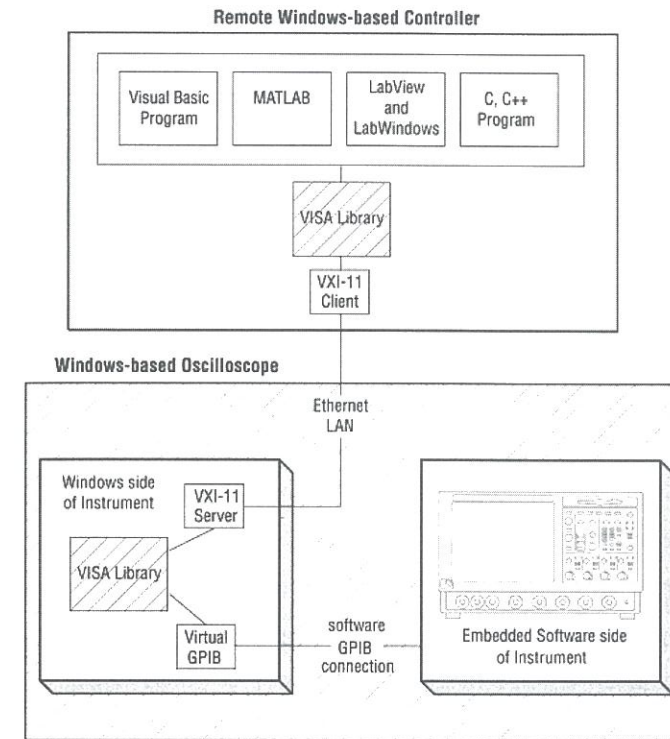 Remote Windows-based Controller
Visual Basic
Program
MATLAB
LabView
and
LabWindows
C, C++
Program
VISA Library
VXI-11
Client
Windows-based Oscilloscope
Ethernet
LAN
Windows side
of Instrument
VXI-11
Server
VISA Library
Virtual
GPIB
software
GPIB
connection
Embedded Software side
of Instrument